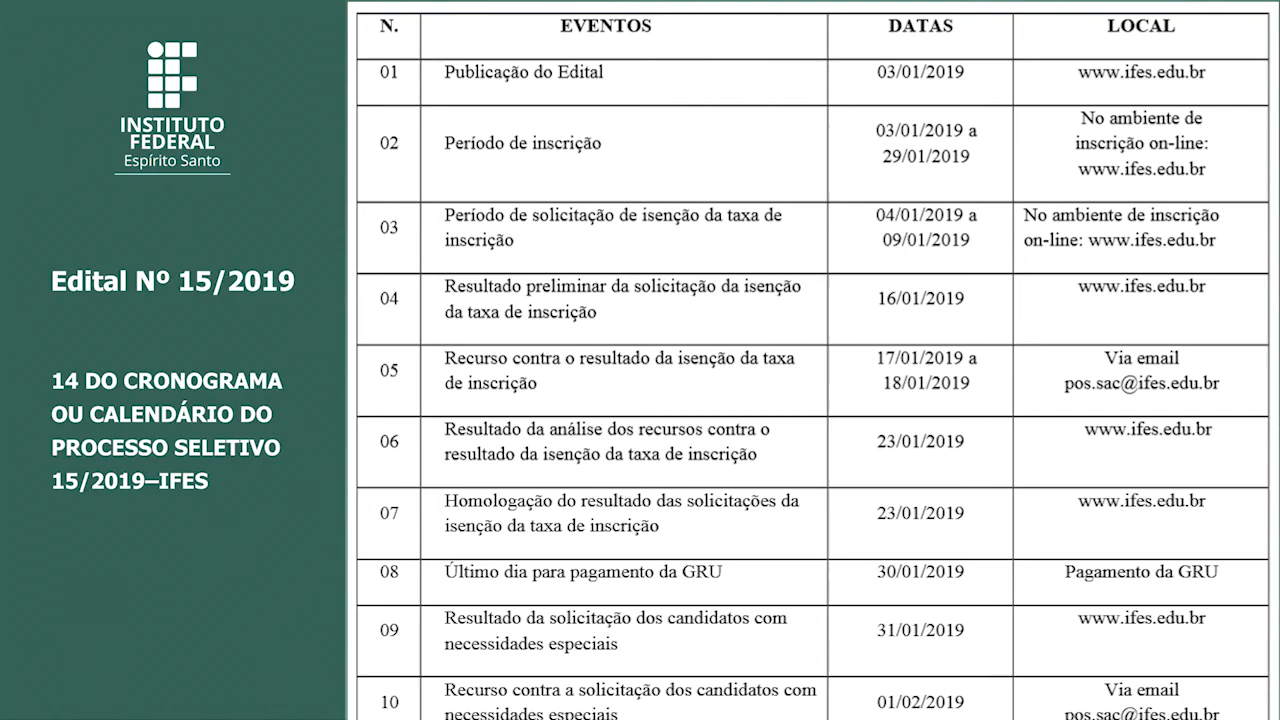 INSTITUTO
FEDERAL
Espírito Santo
Edital Nº 15/2019
14 DO CRONOGRAMA
OU CALENDÁRIO DO
PROCESSO SELETIVO
15/2019–IFES
N. EVENTOS DATAS LOCAL
01 Publicação do Edital 03/01/2019 www.ifes.edu.br
02 Período de inscrição
03/01/2019 a
29/01/2019
No ambiente de
inscrição on-line:
www.ifes.edu.br
03
Período de solicitação de isenção da taxa de
inscrição
04/01/2019 a
09/01/2019
No ambiente de inscrição
on-line: www.ifes.edu.br
04
Resultado preliminar da solicitação da isenção
da taxa de inscrição
16/01/2019
www.ifes.edu.br
05
Recurso contra o resultado da isenção da taxa
de inscrição
17/01/2019 a
18/01/2019
Via email
pos.sac@ifes.edu.br
06
Resultado da análise dos recursos contra o
resultado da isenção da taxa de inscrição
23/01/2019
www.ifes.edu.br
07
Homologação do resultado das solicitações da
isenção da taxa de inscrição
23/01/2019
www.ifes.edu.br
08 Último dia para pagamento da GRU 30/01/2019 Pagamento da GRU
09
Resultado da solicitação dos candidatos com
necessidades especiais
31/01/2019
www.ifes.edu.br
10
Recurso contra a solicitação dos candidatos com
necessidades especiais
01/02/2019
Via email
pos.sac@ifes.edu.br